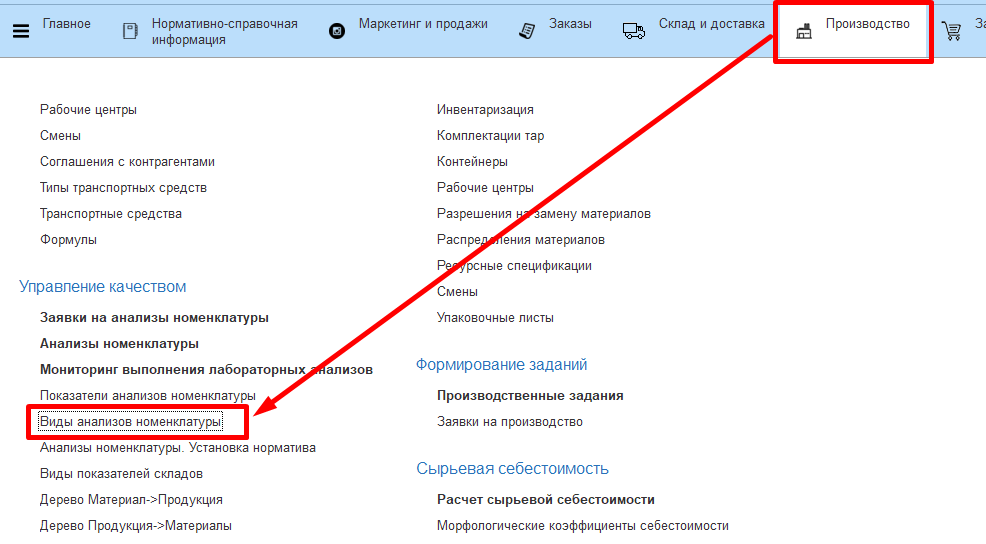 Главное
Нормативно-справочная
информация
Маркетинг и продажи
Заказы
Склад и доставка
Производство
За
Рабочие центры
Смены
Соглашения с контрагентами
Типы транспортных средств
Транспортные средства
Формулы
Управление качеством
Заявки на анализы номенклатуры
Анализы номенклатуры
Мониторинг выполнения лабораторных анализов
Показатели анализов номенклатуры
Виды анализов номенклатуры
Анализы номенклатуры. Установка норматива
Виды показателей складов
Дерево Материал->Продукция
Дерево Продукция->Материалы
Инвентаризация
Комплектации тар
Контейнеры
Рабочие центры
Разрешения на замену материалов
Распределения материалов
Ресурсные спецификации
Смены
Упаковочные листы
Формирование заданий
Производственные задания
Заявки на производство
Сырьевая себестоимость
Расчет сырьевой себестоимости
Морфологические коэффициенты себестоимости